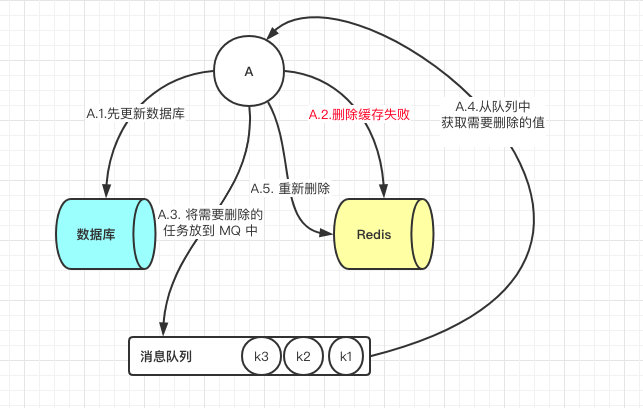 A
A.1.先更新数据库
A.2.删除缓存失败
A.4.从队列中
获取需要删除的值
A.5. 重新删除
A.3. 将需要删除的
任务放到 MQ 中
数据库
Redis
消息队列
k3
k2
k1